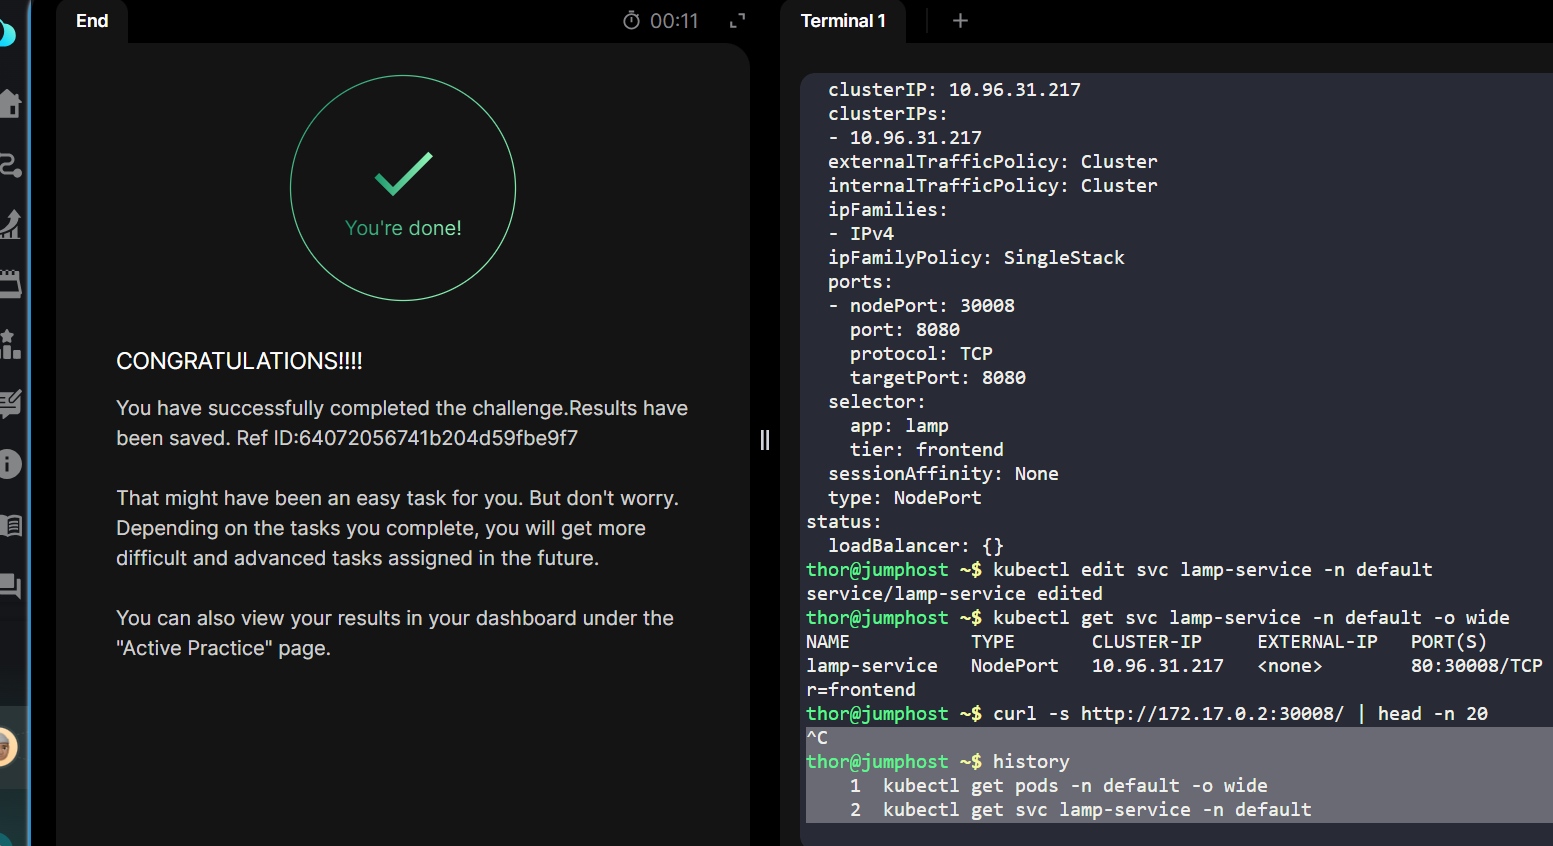 End
00:11
You're done!
CONGRATULATIONS!!!!
You have successfully completed the challenge.Results have
been saved. Ref ID:64072056741b204d59fbe9f7
That might have been an easy task for you. But don't worry.
Depending on the tasks you complete, you will get more
difficult and advanced tasks assigned in the future.
You can also view your results in your dashboard under the
"Active Practice" page.
Terminal 1
clusterIP: 10.96.31.217
clusterIPs:
- 10.96.31.217
externalTrafficPolicy: Cluster
internalTrafficPolicy: Cluster
ipFamilies:
- IPv4
ipFamilyPolicy: SingleStack
ports:
- nodePort: 30008
port: 8080
protocol: TCP
targetPort: 8080
selector:
app: lamp
tier: frontend
sessionAffinity: None
type: NodePort
status:
loadBalancer: {}
thor@jumphost ~$ kubectl edit svc lamp-service -n default
service/lamp-service edited
thor@jumphost ~$ kubectl get svc lamp-service -n default -o wide
NAME TYPE CLUSTER-IP EXTERNAL-IP PORT(S)
lamp-service NodePort 10.96.31.217 <none> 80:30008/TCP
r=frontend
thor@jumphost ~$ curl -s http://172.17.0.2:30008/ | head -n 20
^C
thor@jumphost ~$ history
1 kubectl get pods -n default -o wide
2 kubectl get svc lamp-service -n default